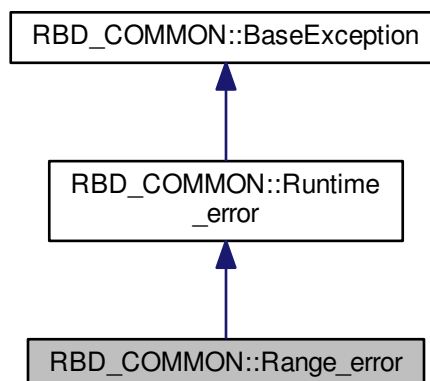 RBD_COMMON::BaseException
RBD_COMMON::Runtime
_error
RBD_COMMON::Range_error